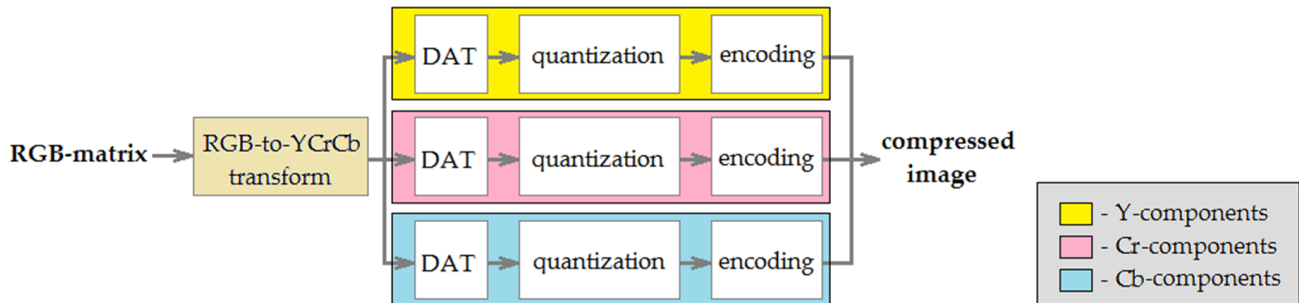 DAT
quantization
encoding
RGB-matrix
RGB-to-YCrCb
transform
DAT
quantization
encoding
compressed
image
DAT
quantization
encoding
- Y-components
- Cr-components
- Cb-components